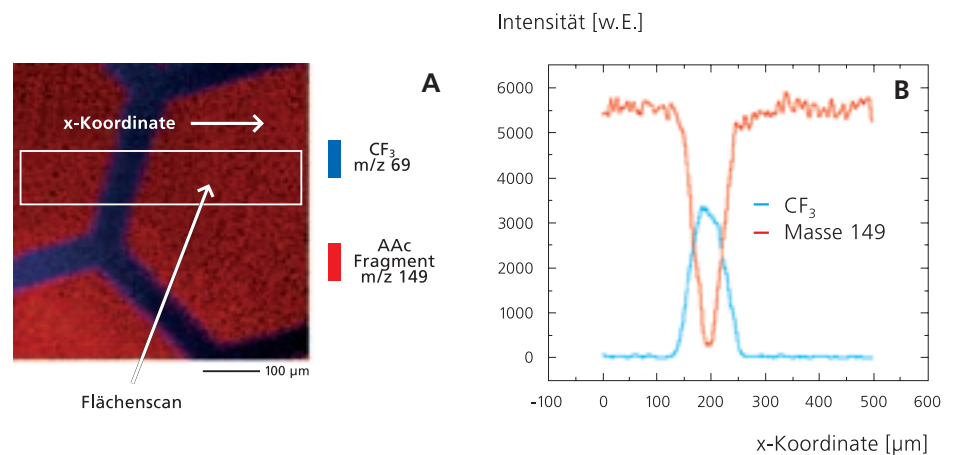 A
x-Koordinate
CF₃
m/z 69
AAc
Fragment
m/z 149
100 µm
Flächenscan
Intensität [w.E.]
B
6000
5000
4000
3000
2000
1000
0
CF₃
Masse 149
-100 0 100 200 300 400 500 600
x-Koordinate [µm]